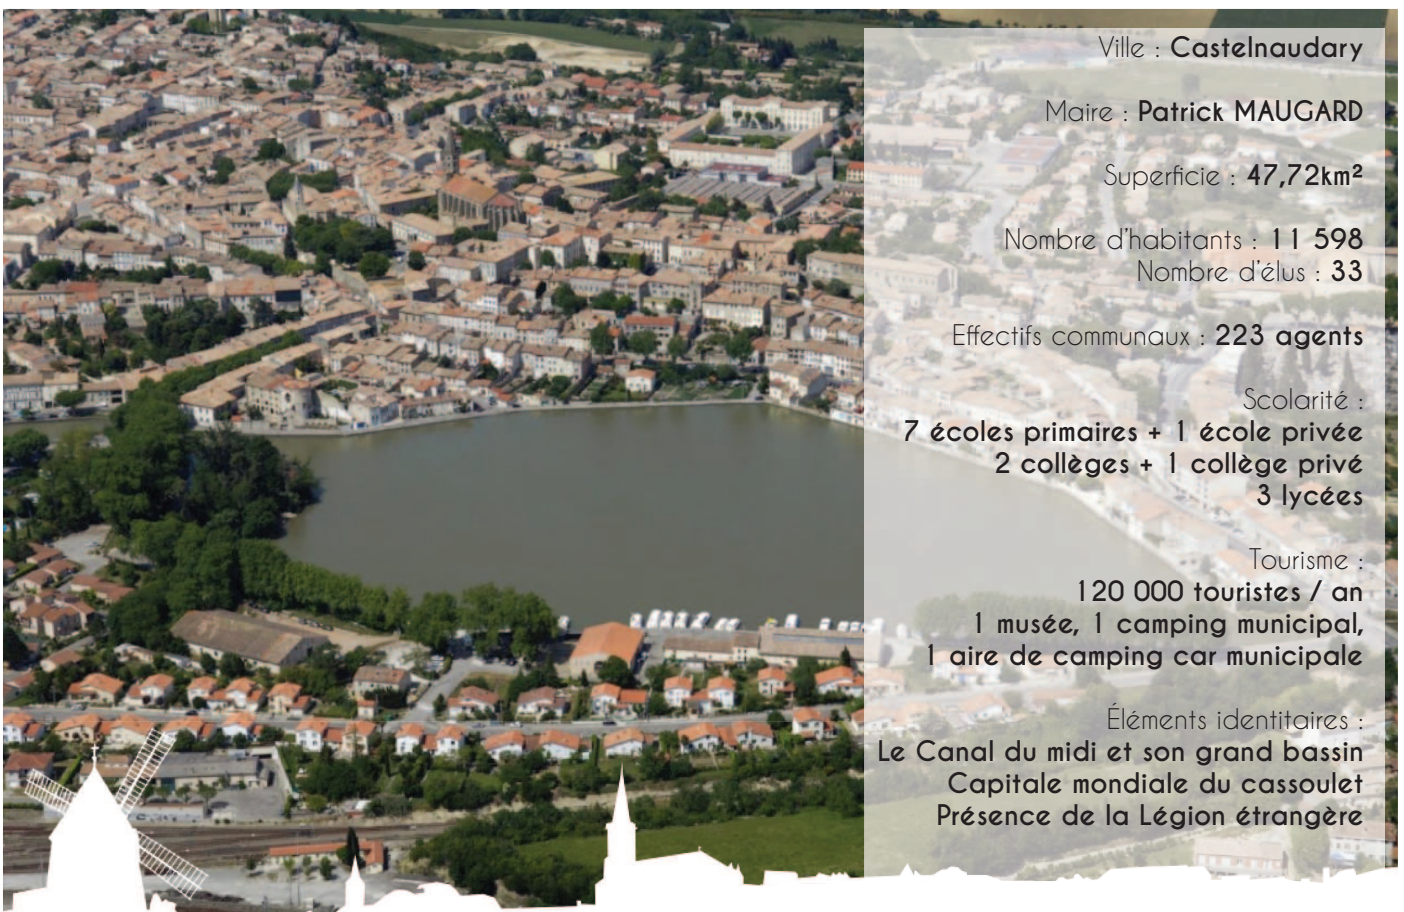 Ville : Castelnaudary
Maire : Patrick MAUGARD
Superficie : 47,72km²
Nombre d'habitants : 11 598
Nombre d'élus : 33
Effectifs communaux : 223 agents
Scolarité :
7 écoles primaires + 1 école privée
2 collèges + 1 collège privé
3 lycées
Tourisme :
120 000 touristes / an
1 musée, 1 camping municipal,
1 aire de camping car municipale
Éléments identitaires :
Le Canal du midi et son grand bassin
Capitale mondiale du cassoulet
Présence de la Légion étrangère